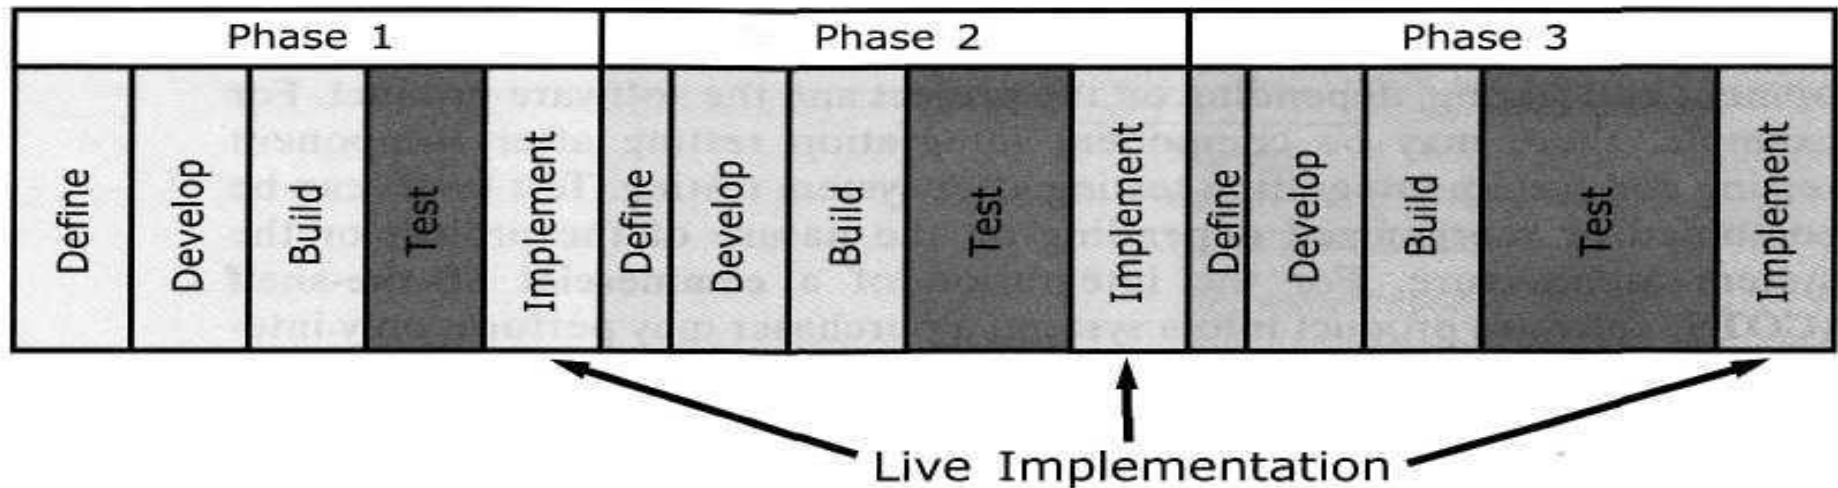 Phase 1
Phase 2
Phase 3
Define
Develop
Build
Test
Implement
Define
Develop
Build
Test
Implement
Define
Develop
Build
Test
Implement
Live Implementation